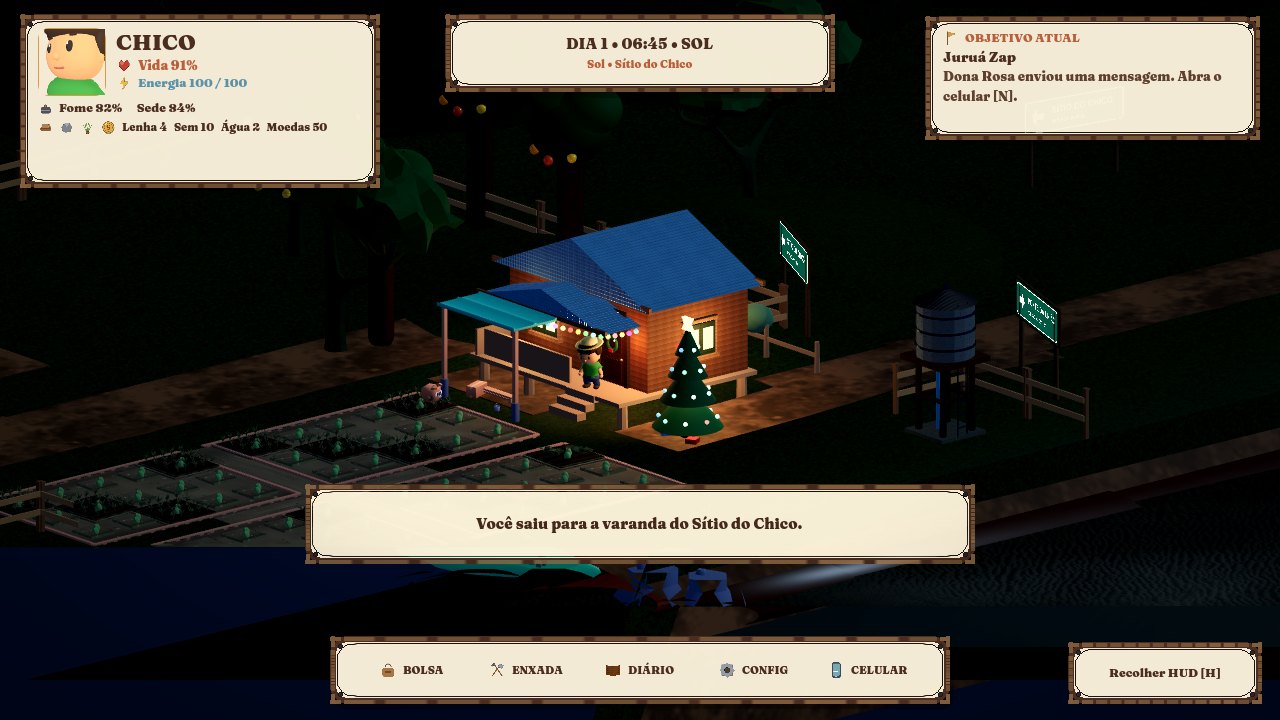 CHICO
Vida 91%
Energia 100 / 100
Fome 92% Sede 94%
Lenha 4 Sem 10 Água 2 Moedas 50
DIA 1 • 06:45 • SOL
Sol • Sítio do Chico
OBJETIVO ATUAL
Juruá Zap
Dona Rosa enviou uma mensagem. Abra o
celular [N].
Você saiu para a varanda do Sítio do Chico.
BOLSA
ENXADA
DIÁRIO
CONFIG
CELULAR
Recolher HUD [H]